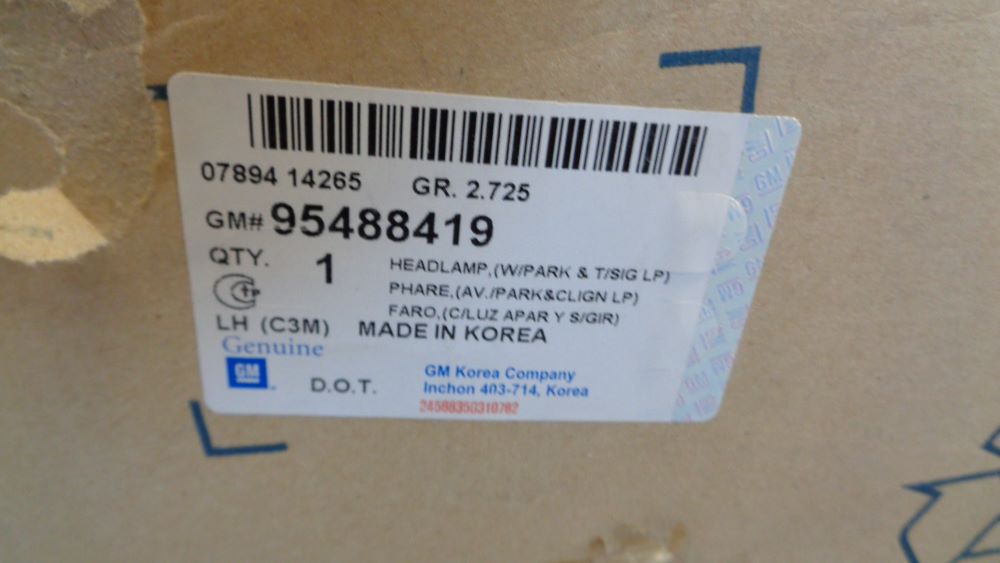 07894 14265 GR. 2.725
GM# 95488419
QTY. 1
HEADLAMP,(W/PARK & T/SIG LP)
PHARE,(AV./PARK&CLIGN LP)
FARO,(C/LUZ APAR Y S/GIR)
LH (C3M) MADE IN KOREA
Genuine
GM
D.O.T.
GM Korea Company
Inchon 403-714, Korea